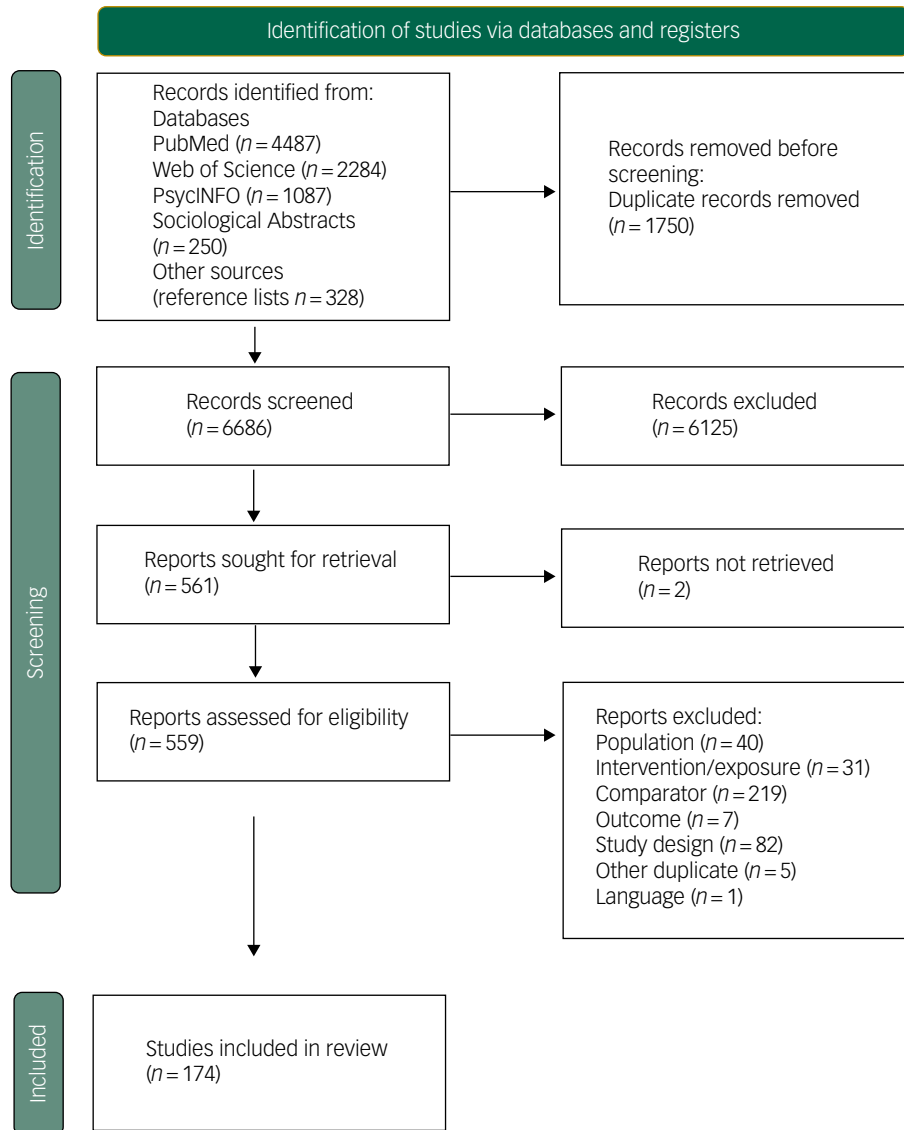 Identification of studies via databases and registers
Identification
Records identified from:
Databases
PubMed (n = 4487)
Web of Science (n = 2284)
PsycINFO (n = 1087)
Sociological Abstracts
(n = 250)
Other sources
(reference lists n = 328)
Records removed before
screening:
Duplicate records removed
(n = 1750)
Screening
Records screened
(n = 6686)
Records excluded
(n = 6125)
Reports sought for retrieval
(n = 561)
Reports not retrieved
(n = 2)
Reports assessed for eligibility
(n = 559)
Reports excluded:
Population (n = 40)
Intervention/exposure (n = 31)
Comparator (n = 219)
Outcome (n = 7)
Study design (n = 82)
Other duplicate (n = 5)
Language (n = 1)
Included
Studies included in review
(n = 174)